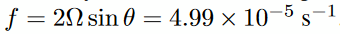 f = 2Ω sin θ = 4.99 × 10⁻⁵ s⁻¹